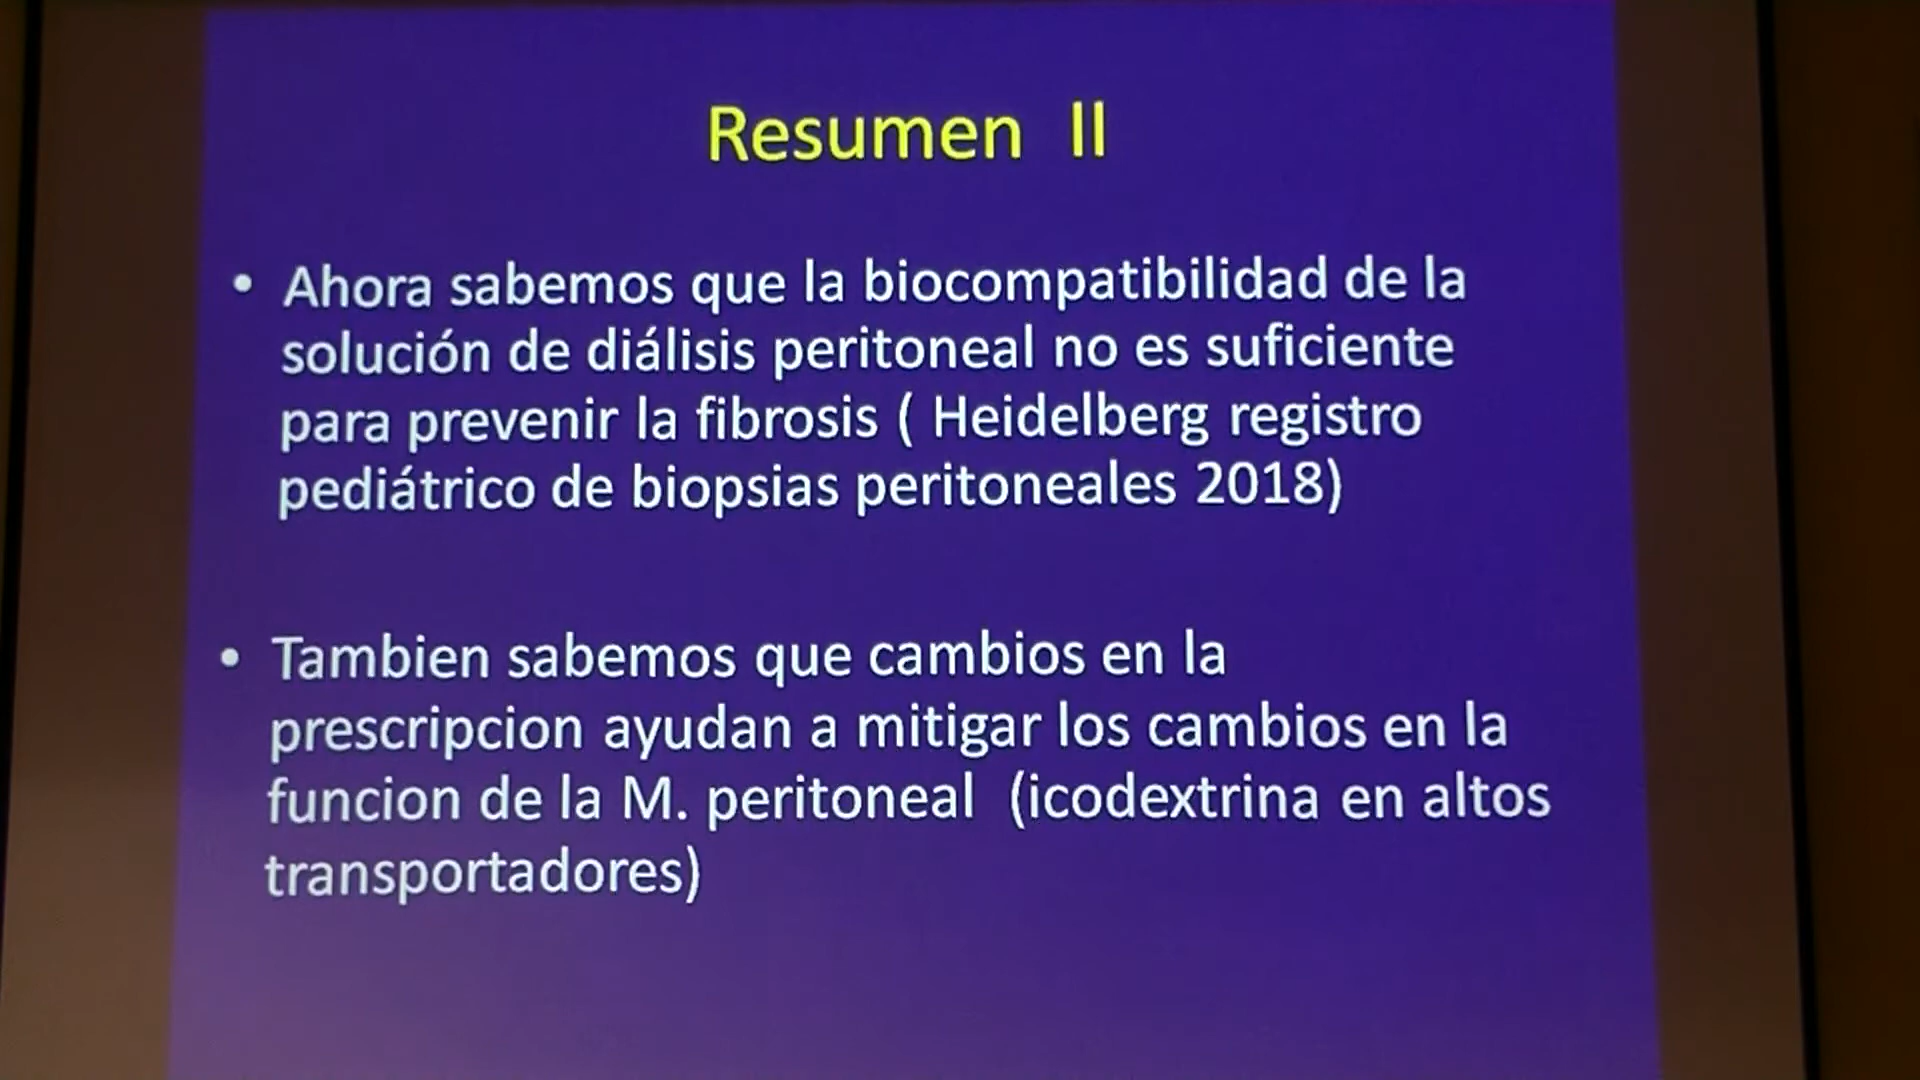 Resumen II
• Ahora sabemos que la biocompatibilidad de la
solución de diálisis peritoneal no es suficiente
para prevenir la fibrosis ( Heidelberg registro
pediátrico de biopsias peritoneales 2018)
• Tambien sabemos que cambios en la
prescripcion ayudan a mitigar los cambios en la
funcion de la M. peritoneal (icodextrina en altos
transportadores)